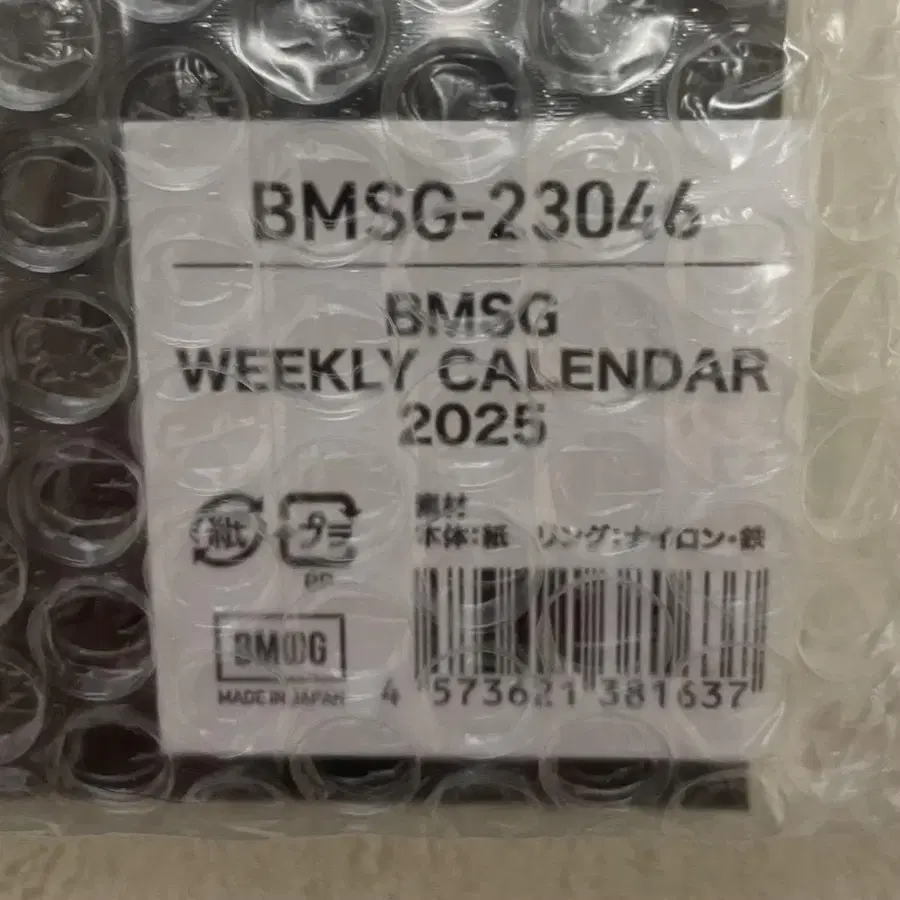 BMSG-23046
BMSG
WEEKLY CALENDAR
2025
紙
プ
PP
素材
本体:紙 リング:ナイロン・鉄
BMSG
MADE IN JAPAN
4 573621 381637